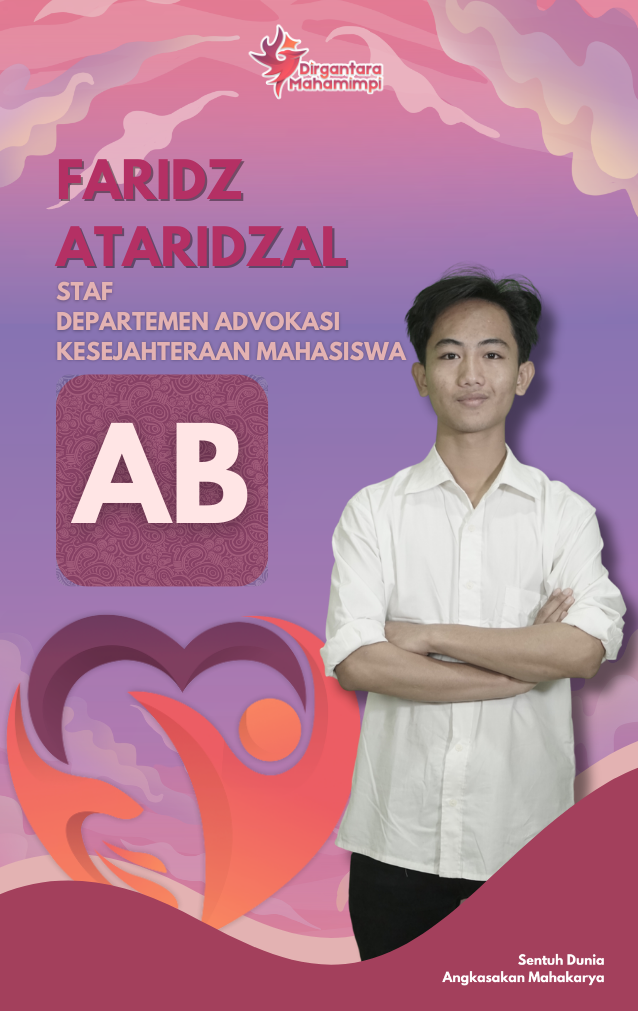 Dirgantara
Mahamimpi
FARIDZ
ATARIDZAL
STAF
DEPARTEMEN ADVOKASI
KESEJAHTERAAN MAHASISWA
AB
Sentuh Dunia
Angkasakan Mahakarya